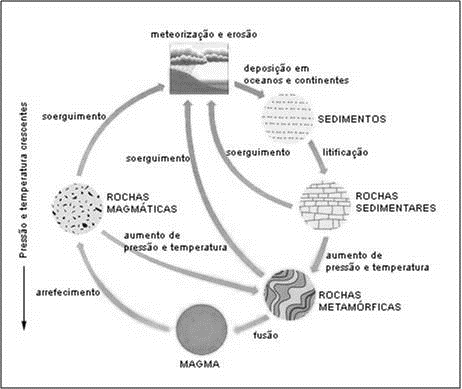 meteorização e erosão
deposição em
oceanos e continentes
SEDIMENTOS
soerguimento
soerguimento
soerguimento
litificação
Pressão e temperatura crescentes
ROCHAS
MAGMÁTICAS
ROCHAS
SEDIMENTARES
aumento de
pressão e temperatura
aumento de
pressão e temperatura
arrefecimento
ROCHAS
METAMÓRFICAS
fusão
MAGMA